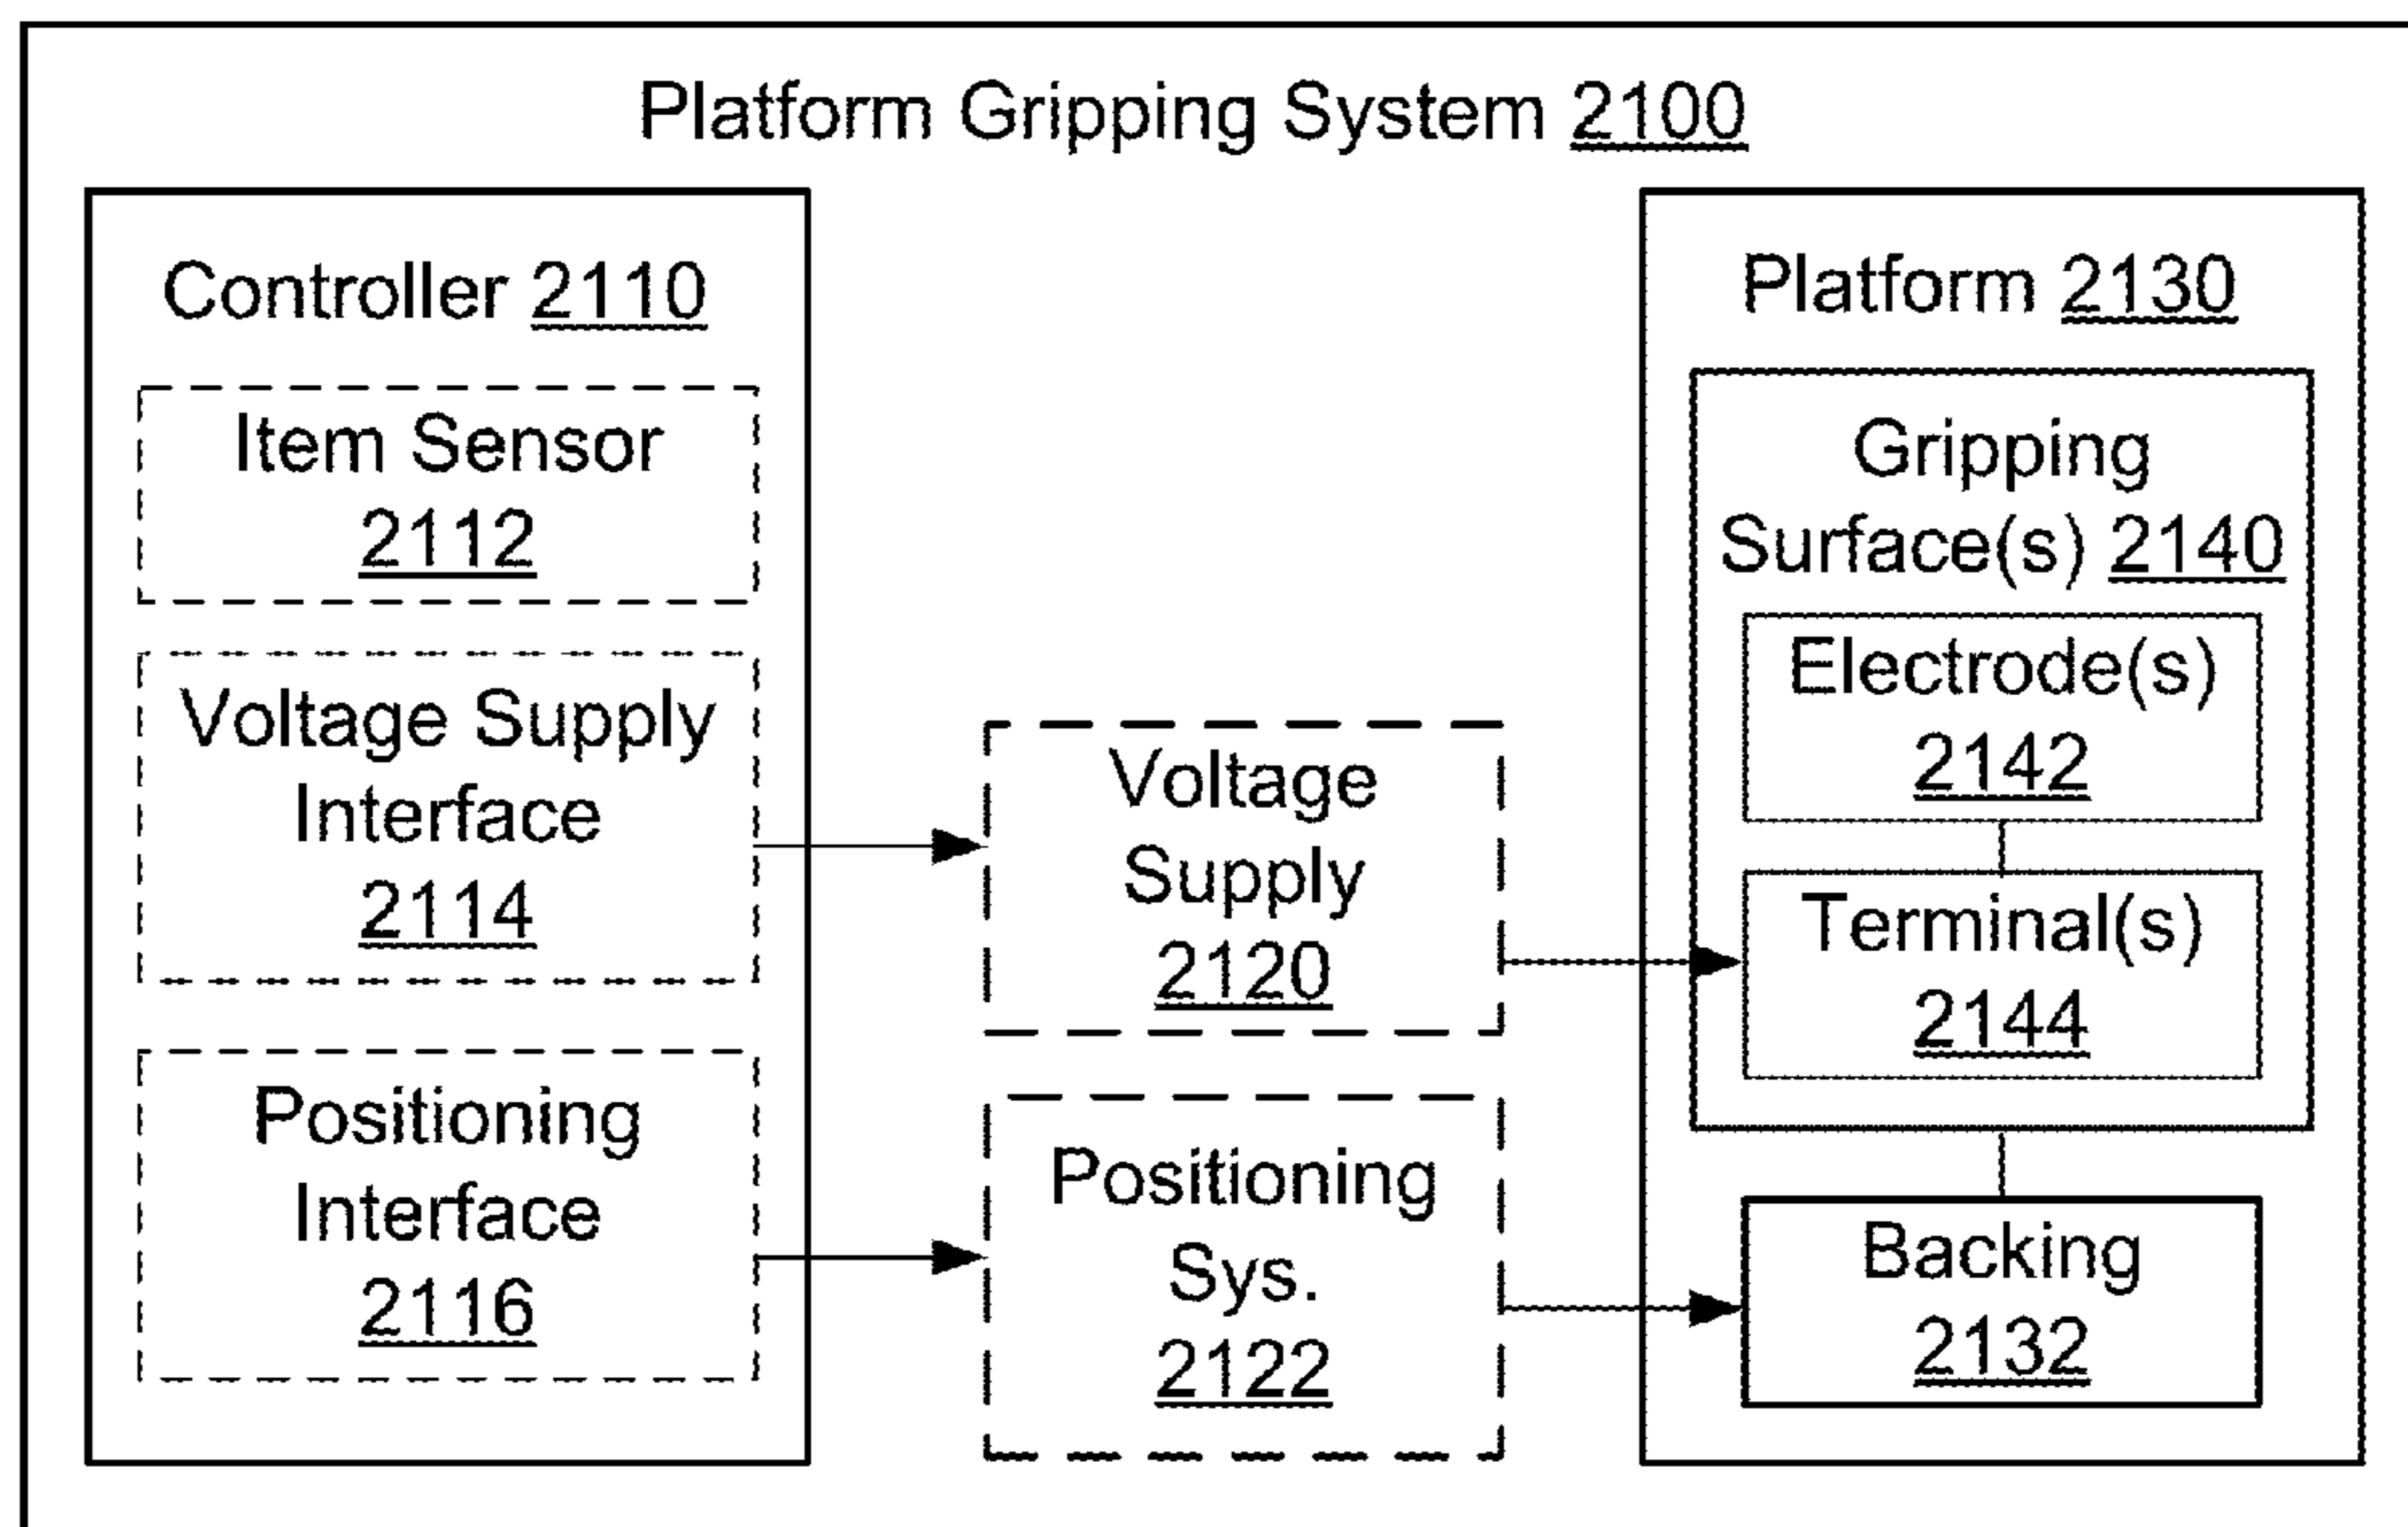 Platform Gripping System 2100
Controller 2110
Item Sensor
2112
Voltage Supply
Interface
2114
Positioning
Interface
2116
Voltage
Supply
2120
Positioning
Sys.
2122
Platform 2130
Gripping
Surface(s) 2140
Electrode(s)
2142
Terminal(s)
2144
Backing
2132